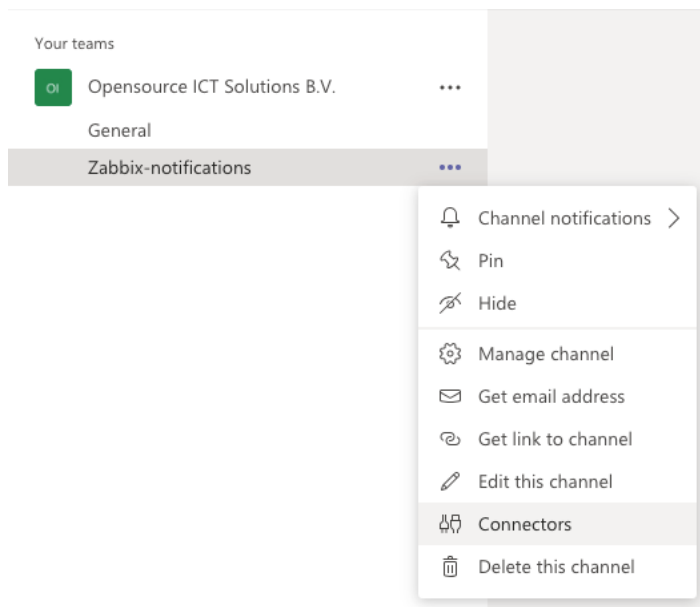 Your teams
OI Opensource ICT Solutions B.V.
General
Zabbix-notifications
Channel notifications
Pin
Hide
Manage channel
Get email address
Get link to channel
Edit this channel
Connectors
Delete this channel